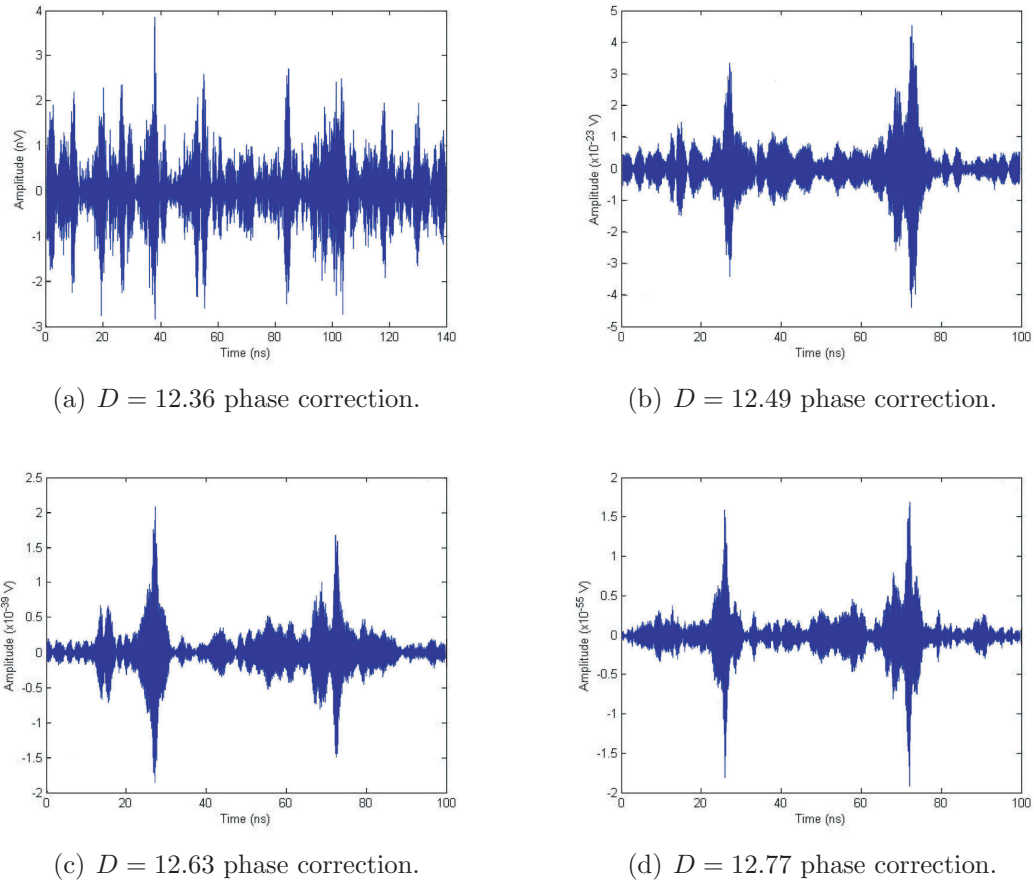 4
3
2
1
0
-1
-2
-3
Amplitude (nV)
0 20 40 60 80 100 120 140
Time (ns)
(a) D = 12.36 phase correction.
5
4
3
2
1
0
-1
-2
-3
-4
-5
Amplitude (x10⁻²³ V)
0 20 40 60 80 100
Time (ns)
(b) D = 12.49 phase correction.
2.5
2
1.5
1
0.5
0
-0.5
-1
-1.5
-2
Amplitude (x10⁻³⁹ V)
0 20 40 60 80 100
Time (ns)
(c) D = 12.63 phase correction.
2
1.5
1
0.5
0
-0.5
-1
-1.5
-2
Amplitude (x10⁻⁵⁵ V)
0 20 40 60 80 100
Time (ns)
(d) D = 12.77 phase correction.